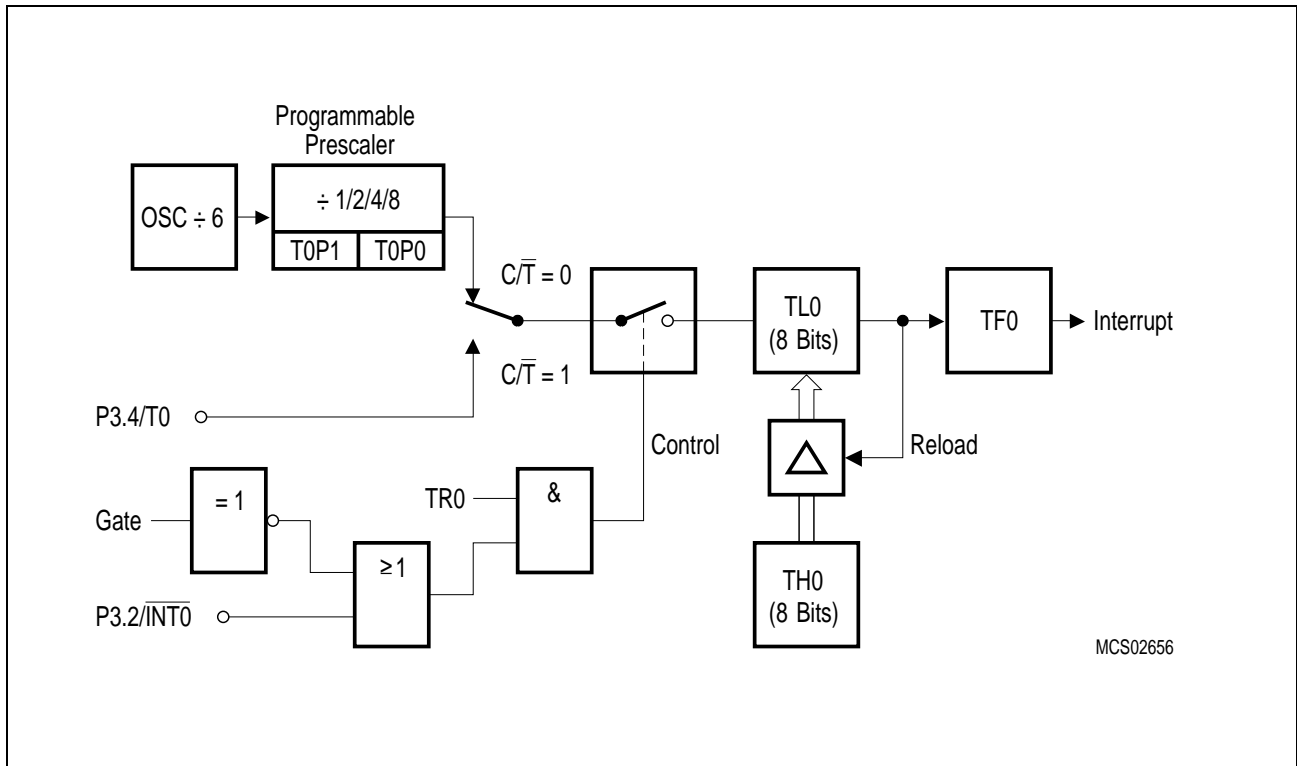 Programmable
Prescaler
OSC ÷ 6
÷ 1/2/4/8
T0P1
T0P0
C/T̅ = 0
C/T̅ = 1
TL0
(8 Bits)
TF0
Interrupt
P3.4/T0
Control
Reload
Gate
= 1
TR0
&
≥1
P3.2/I̅N̅T̅0̅
TH0
(8 Bits)
MCS02656